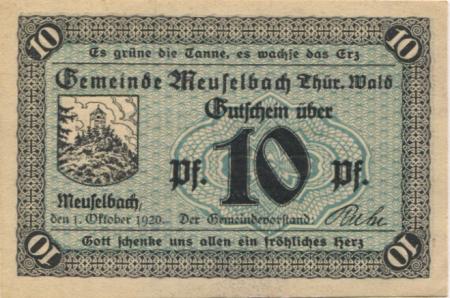 10 10
Es grüne die Tanne, es wachse das Erz
Gemeinde Meuselbach Thür. Wald
Gutschein über
Pf. 10 Pf.
Meuselbach,
den 1. Oktober 1920. Der Gemeindevorstand:
Gott schenke uns allen ein fröhliches Herz
10 10